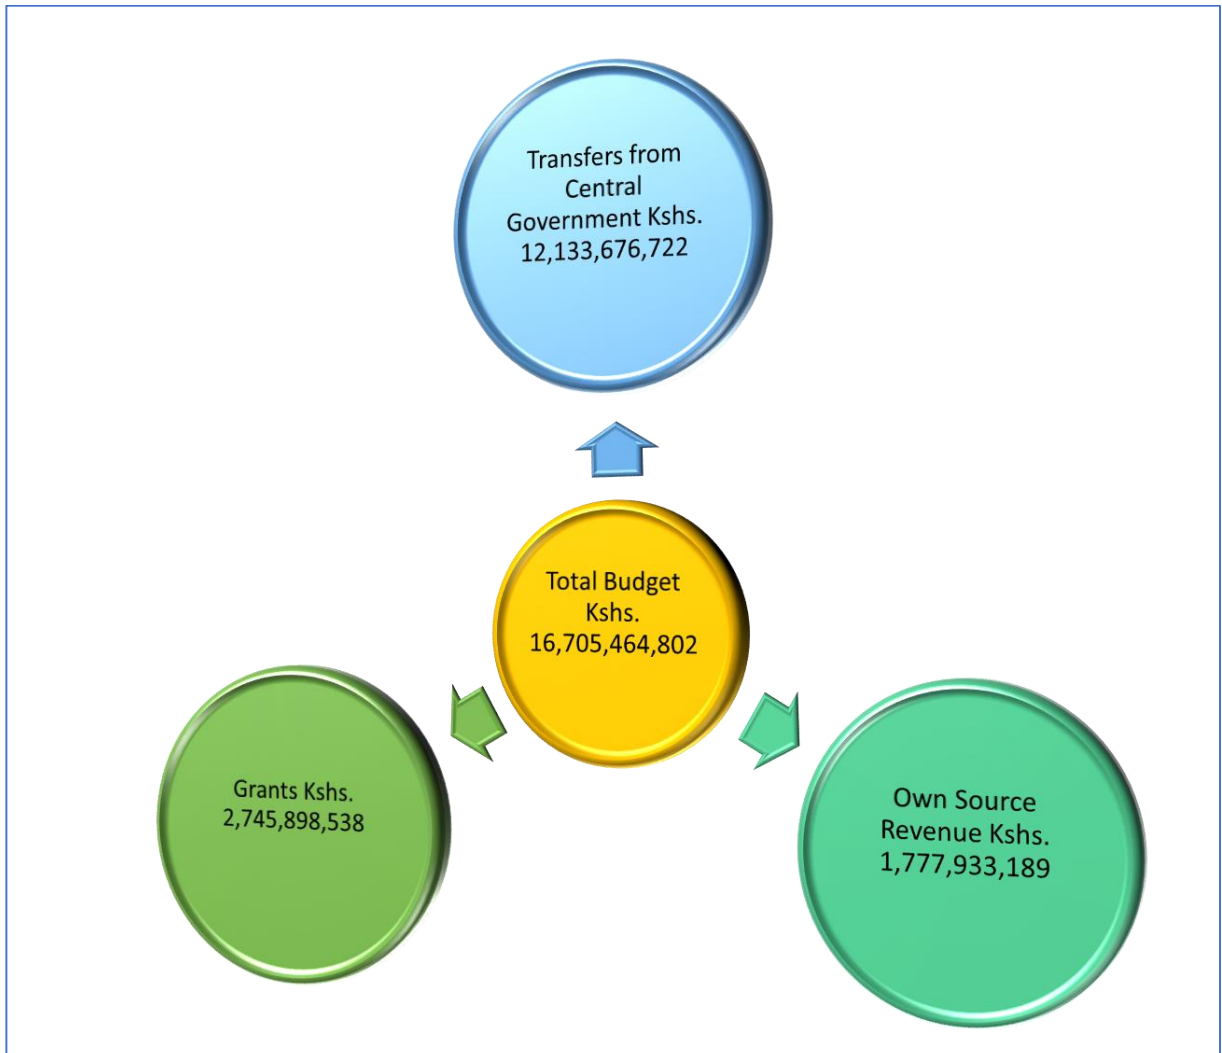 Transfers from
Central
Government Kshs.
12,133,676,722
Total Budget
Kshs.
16,705,464,802
Grants Kshs.
2,745,898,538
Own Source
Revenue Kshs.
1,777,933,189